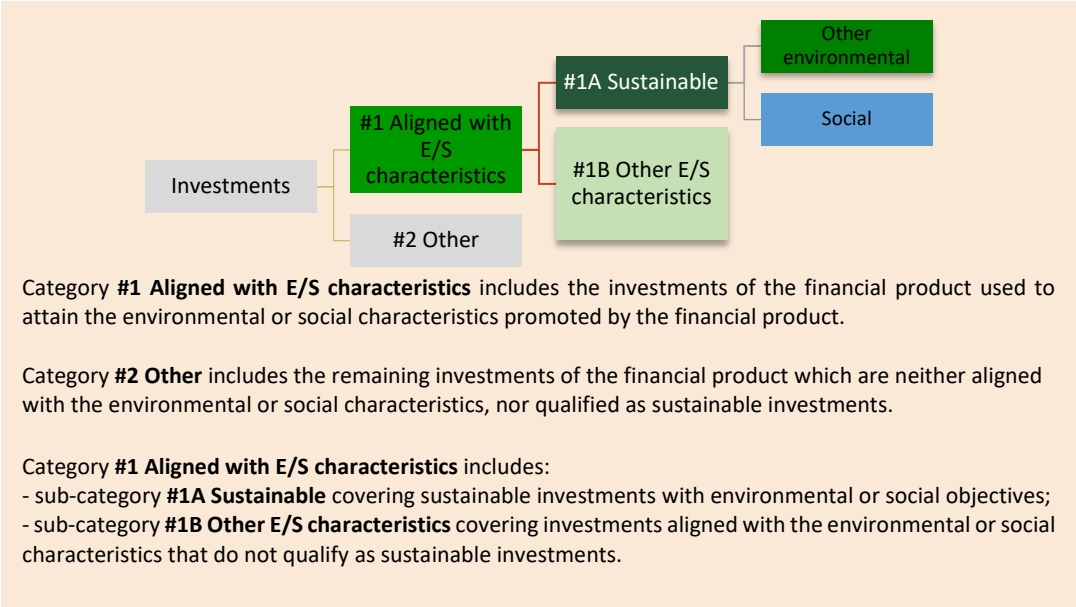 Other
environmental
#1A Sustainable
Social
#1 Aligned with
E/S
characteristics
#1B Other E/S
characteristics
Investments
#2 Other
Category #1 Aligned with E/S characteristics includes the investments of the financial product used to
attain the environmental or social characteristics promoted by the financial product.
Category #2 Other includes the remaining investments of the financial product which are neither aligned
with the environmental or social characteristics, nor qualified as sustainable investments.
Category #1 Aligned with E/S characteristics includes:
- sub-category #1A Sustainable covering sustainable investments with environmental or social objectives;
- sub-category #1B Other E/S characteristics covering investments aligned with the environmental or social
characteristics that do not qualify as sustainable investments.